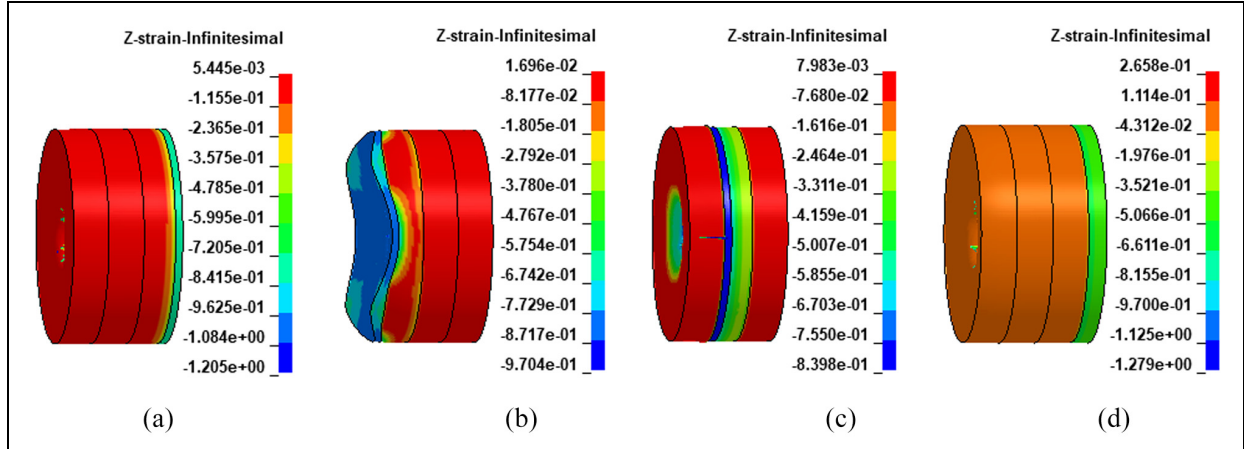 Z-strain-Infinitesimal
5.445e-03
-1.155e-01
-2.365e-01
-3.575e-01
-4.785e-01
-5.995e-01
-7.205e-01
-8.415e-01
-9.625e-01
-1.084e+00
-1.205e+00
(a)
Z-strain-Infinitesimal
1.696e-02
-8.177e-02
-1.805e-01
-2.792e-01
-3.780e-01
-4.767e-01
-5.754e-01
-6.742e-01
-7.729e-01
-8.717e-01
-9.704e-01
(b)
Z-strain-Infinitesimal
7.983e-03
-7.680e-02
-1.616e-01
-2.464e-01
-3.311e-01
-4.159e-01
-5.007e-01
-5.855e-01
-6.703e-01
-7.550e-01
-8.398e-01
(c)
Z-strain-Infinitesimal
2.658e-01
1.114e-01
-4.312e-02
-1.976e-01
-3.521e-01
-5.066e-01
-6.611e-01
-8.155e-01
-9.700e-01
-1.125e+00
-1.279e+00
(d)